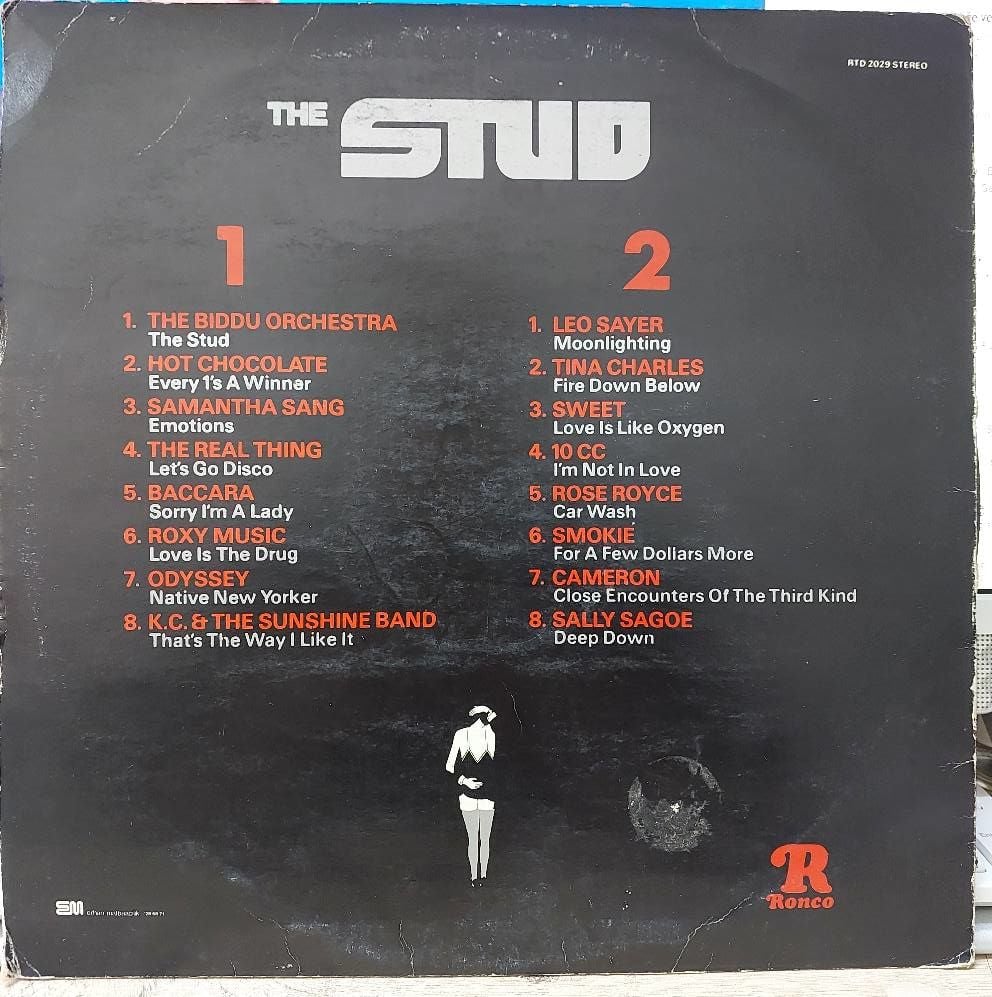 RTD 2029 STEREO
THE STUD
1
1. THE BIDDU ORCHESTRA
The Stud
2. HOT CHOCOLATE
Every 1's A Winner
3. SAMANTHA SANG
Emotions
4. THE REAL THING
Let's Go Disco
5. BACCARA
Sorry I'm A Lady
6. ROXY MUSIC
Love Is The Drug
7. ODYSSEY
Native New Yorker
8. K.C. & THE SUNSHINE BAND
That's The Way I Like It
2
1. LEO SAYER
Moonlighting
2. TINA CHARLES
Fire Down Below
3. SWEET
Love Is Like Oxygen
4. 10 CC
I'm Not In Love
5. ROSE ROYCE
Car Wash
6. SMOKIE
For A Few Dollars More
7. CAMERON
Close Encounters Of The Third Kind
8. SALLY SAGOE
Deep Down
SM
R
Ronco